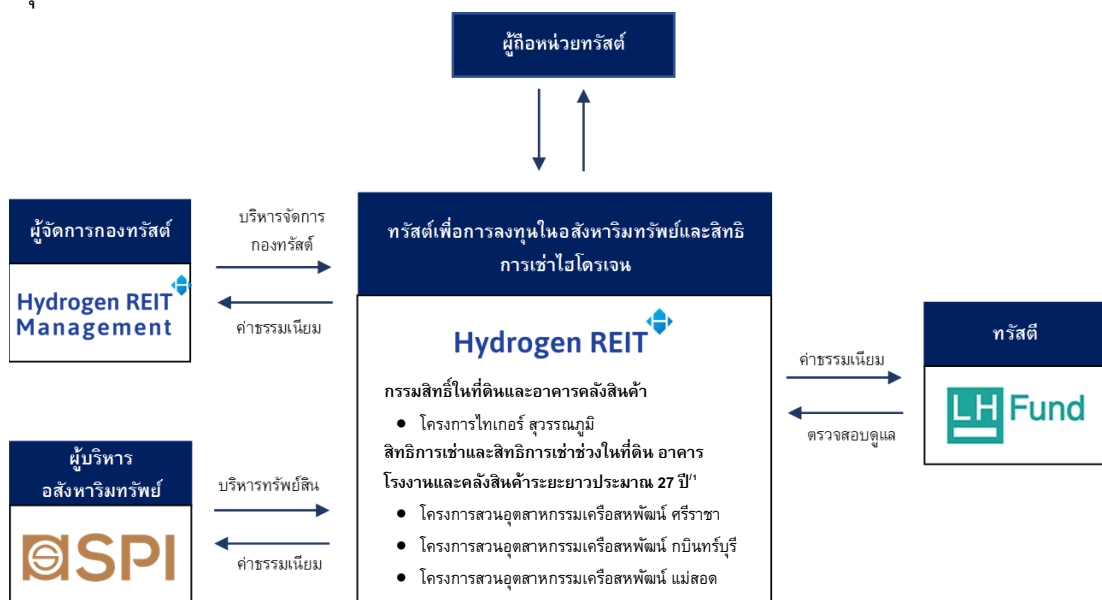 ผู้ถือหน่วยทรัสต์
ผู้จัดการกองทรัสต์
Hydrogen REIT
Management
บริหารจัดการ
กองทรัสต์
ค่าธรรมเนียม
ทรัสต์เพื่อการลงทุนในอสังหาริมทรัพย์และสิทธิ
การเช่าไฮโดรเจน
Hydrogen REIT
กรรมสิทธิ์ในที่ดินและอาคารคลังสินค้า
● โครงการไทเกอร์ สุวรรณภูมิ
สิทธิการเช่าและสิทธิการเช่าช่วงในที่ดิน อาคาร
โรงงานและคลังสินค้าระยะยาวประมาณ 27 ปี/1
● โครงการสวนอุตสาหกรรมเครือสหพัฒน์ ศรีราชา
● โครงการสวนอุตสาหกรรมเครือสหพัฒน์ กบินทร์บุรี
● โครงการสวนอุตสาหกรรมเครือสหพัฒน์ แม่สอด
ค่าธรรมเนียม
ตรวจสอบดูแล
ทรัสตี
LH Fund
ผู้บริหาร
อสังหาริมทรัพย์
SPI
บริหารทรัพย์สิน
ค่าธรรมเนียม